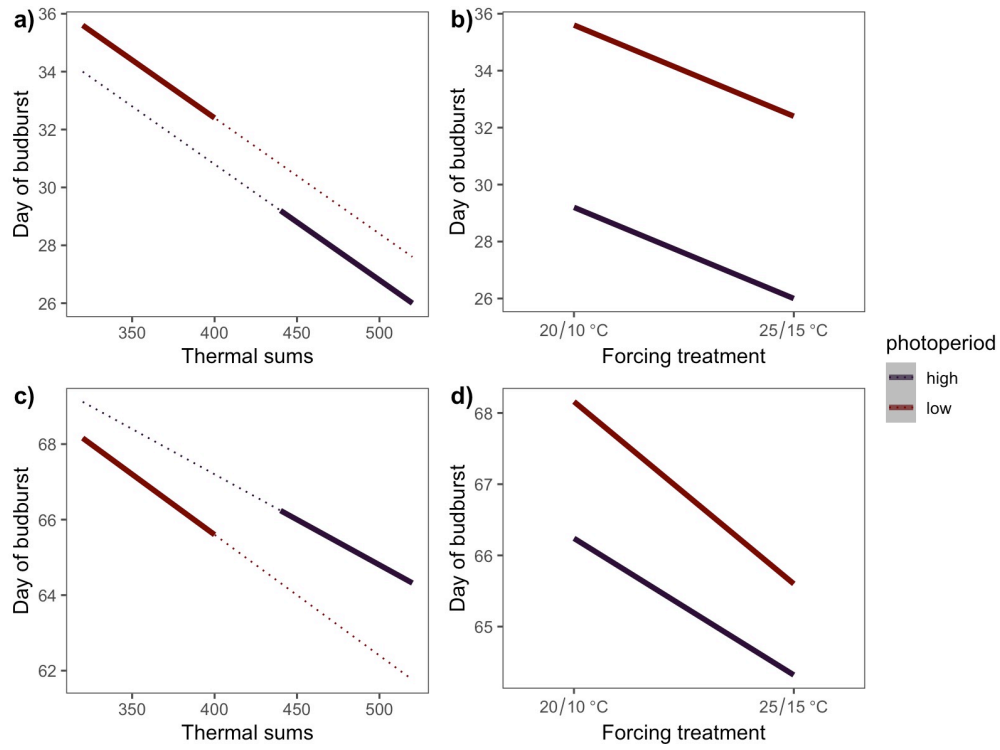 a)
36
34
32
30
28
26
Day of budburst
350
400
450
500
Thermal sums
b)
36
34
32
30
28
26
Day of budburst
20/10 °C
25/15 °C
Forcing treatment
photoperiod
high
low
c)
68
66
64
62
Day of budburst
350
400
450
500
Thermal sums
d)
68
67
66
65
Day of budburst
20/10 °C
25/15 °C
Forcing treatment